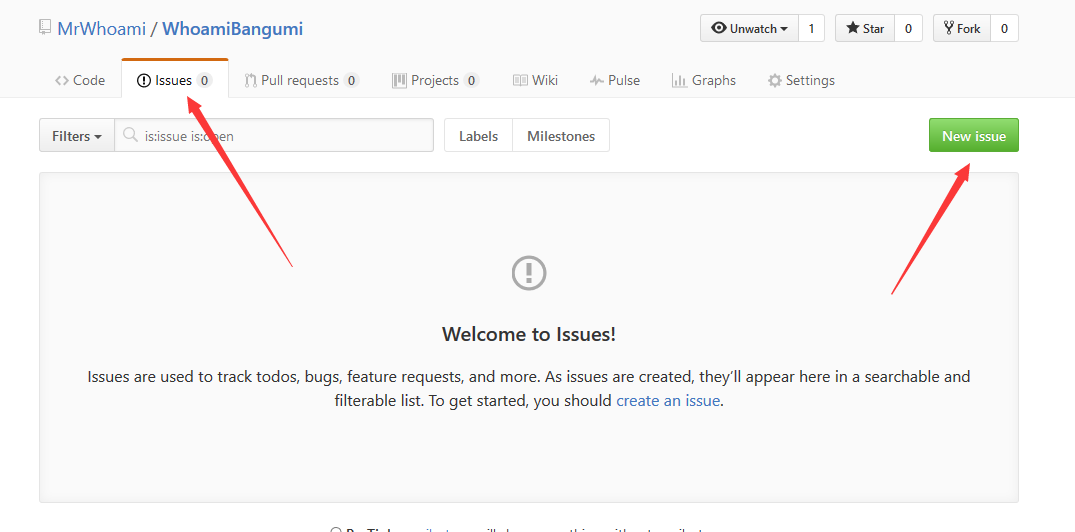 MrWhoami / WhoamiBangumi
Unwatch 1 Star 0 Fork 0
Code Issues 0 Pull requests 0 Projects 0 Wiki Pulse Graphs Settings
Filters is:issue is:open Labels Milestones New issue
Welcome to Issues!
Issues are used to track todos, bugs, feature requests, and more. As issues are created, they’ll appear here in a searchable and
filterable list. To get started, you should create an issue.